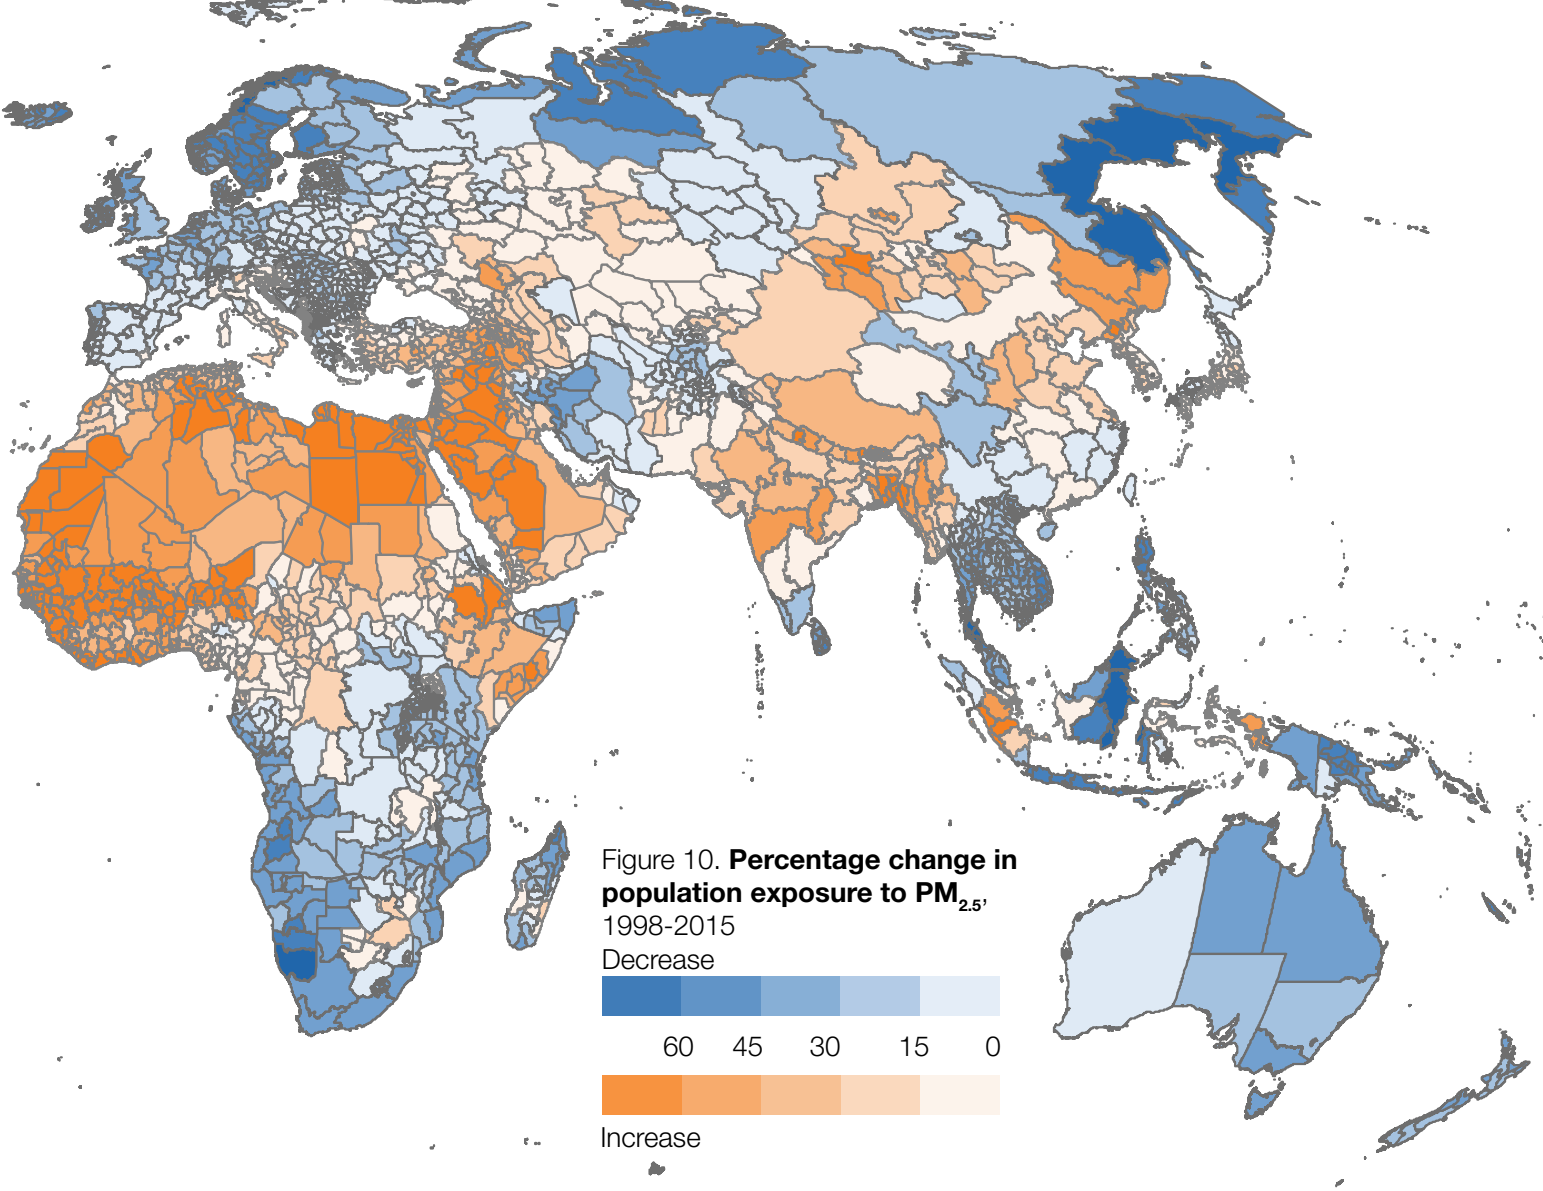 Figure 10. Percentage change in
population exposure to PM2.5,
1998-2015
Decrease
60 45 30 15 0
Increase